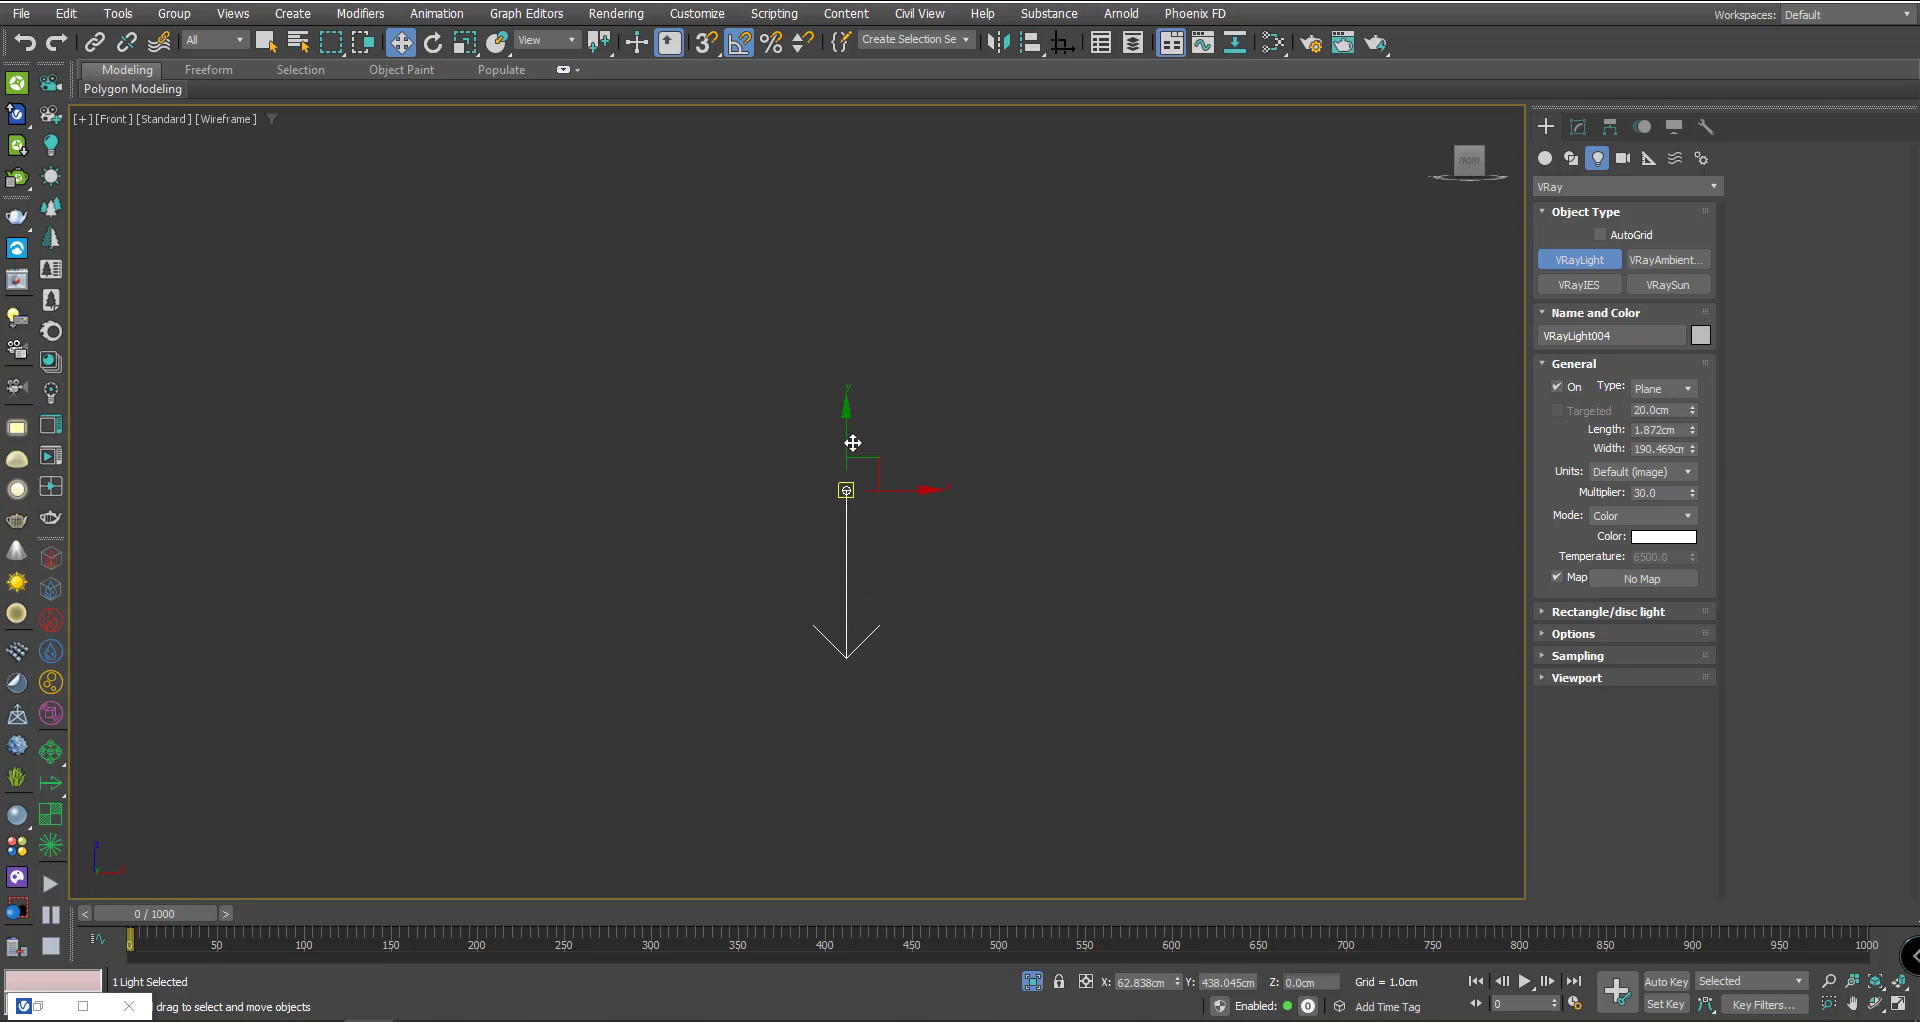 File Edit Tools Group Views Create Modifiers Animation Graph Editors Rendering Customize Scripting Content Civil View Help Substance Arnold Phoenix FD
Workspaces: Default
All View Create Selection Se
Modeling Freeform Selection Object Paint Populate
Polygon Modeling
[+] [Front ] [Standard ] [Wireframe ]
FRONT
VRay
Object Type
AutoGrid
VRayLight VRayAmbient...
VRayIES VRaySun
Name and Color
VRayLight004
General
On Type: Plane
Targeted 20.0cm
Length: 1.872cm
Width: 190.469cm
Units: Default (image)
Multiplier: 30.0
Mode: Color
Color:
Temperature: 6500.0
Map No Map
Rectangle/disc light
Options
Sampling
Viewport
y
z
y
0 / 1000
0 50 100 150 200 250 300 350 400 450 500 550 600 650 700 750 800 850 900 950 1000
1 Light Selected
X: 62.838cm Y: 438.045cm Z: 0.0cm Grid = 1.0cm
Auto Key Selected
drag to select and move objects
Enabled: 0 Add Time Tag
0
Set Key Key Filters...